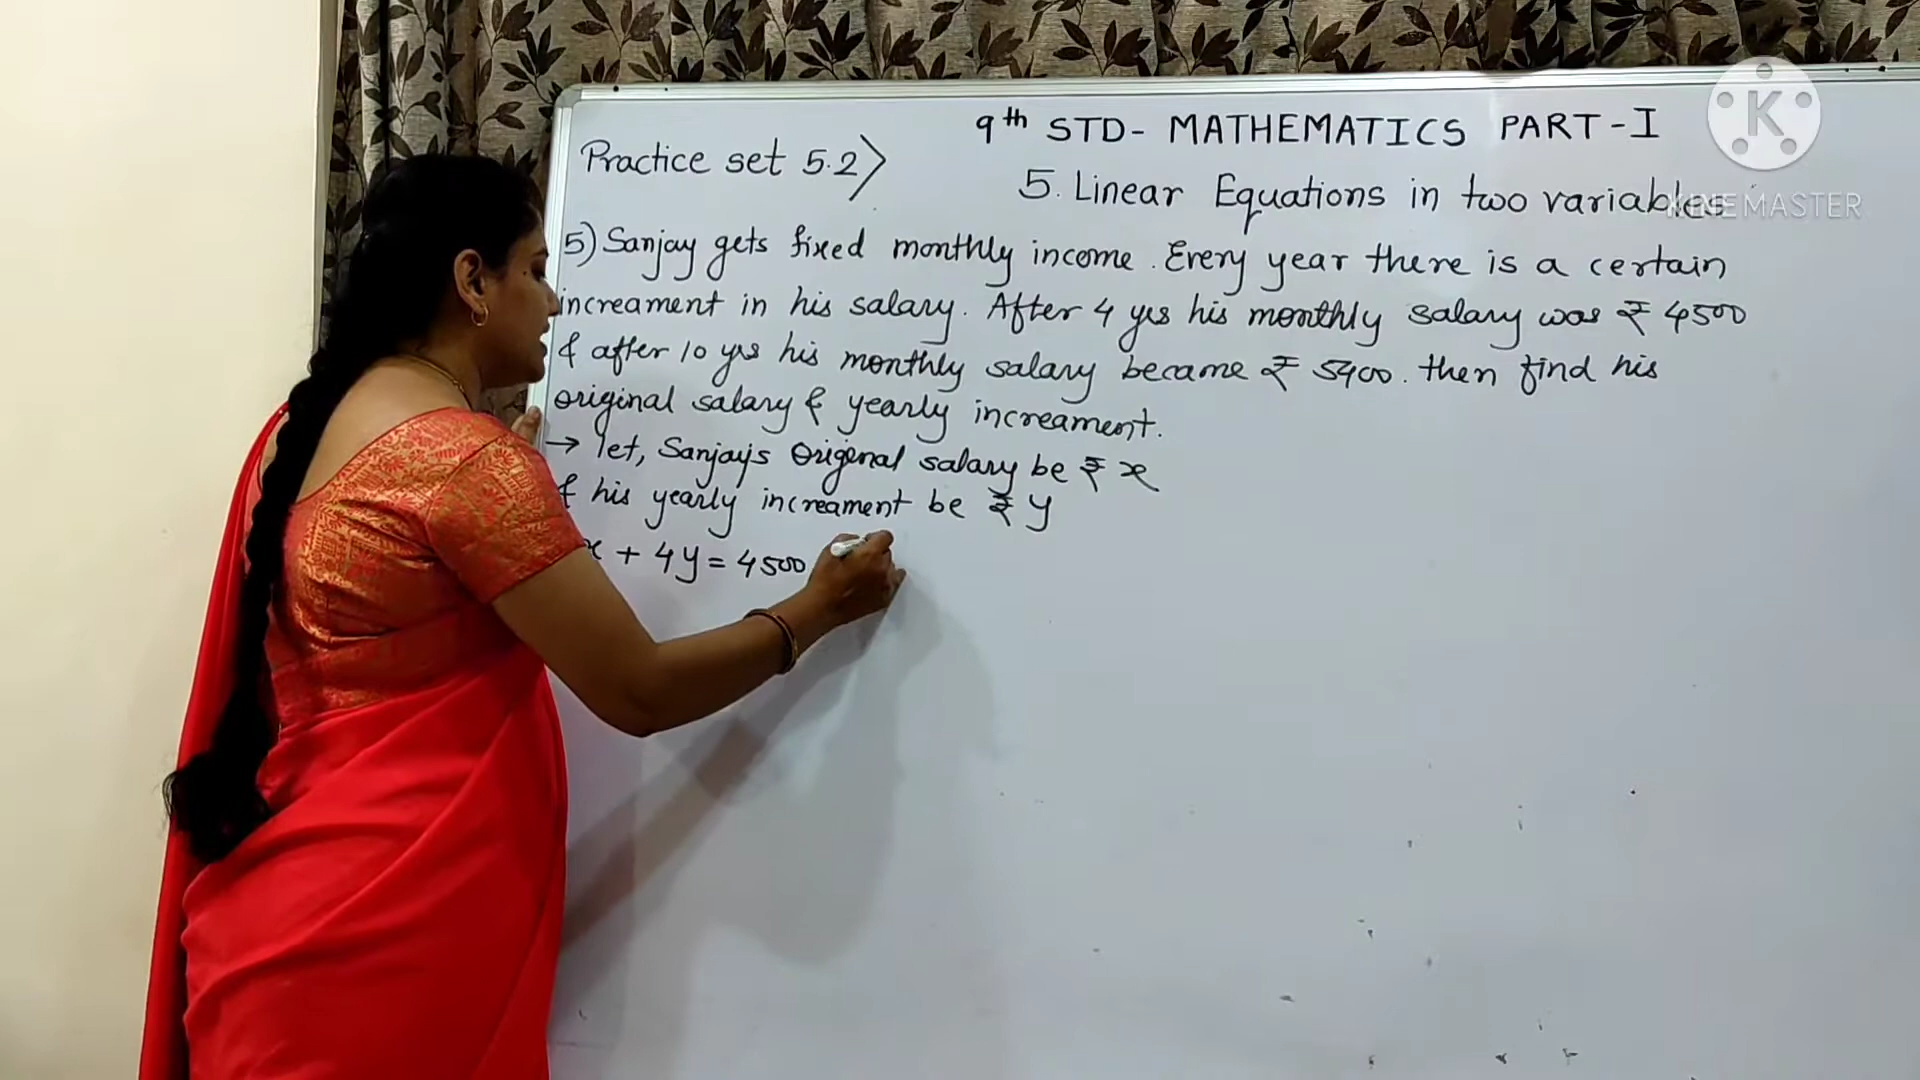 9th STD- MATHEMATICS PART-I
Practice set 5.2>
5. Linear Equations in two variables
5) Sanjay gets fixed monthly income. Every year there is a certain
increament in his salary. After 4 yrs his monthly salary was ₹ 4500
& after 10 yrs his monthly salary became ₹ 5400. then find his
original salary & yearly increament.
→ let, Sanjay's Original salary be ₹ x
& his yearly increament be ₹ y
x + 4y = 4500
K
KINEMASTER